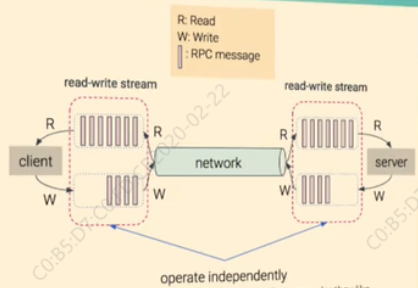 R: Read
W: Write
: RPC message
read-write stream
read-write stream
R
R
R
R
client
network
server
W
W
W
W
operate independently
C0:B5:D7:
2020-02-22
C0:B5:D